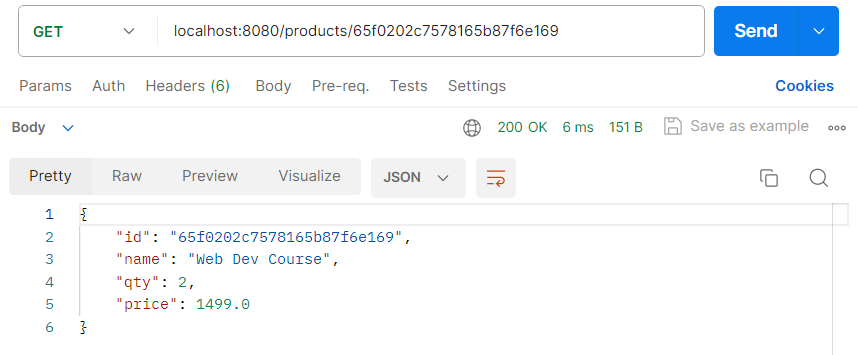 GET localhost:8080/products/65f0202c7578165b87f6e169 Send
Params Auth Headers (6) Body Pre-req. Tests Settings Cookies
Body 200 OK 6 ms 151 B Save as example
Pretty Raw Preview Visualize JSON
1 {
2 "id": "65f0202c7578165b87f6e169",
3 "name": "Web Dev Course",
4 "qty": 2,
5 "price": 1499.0
6 }